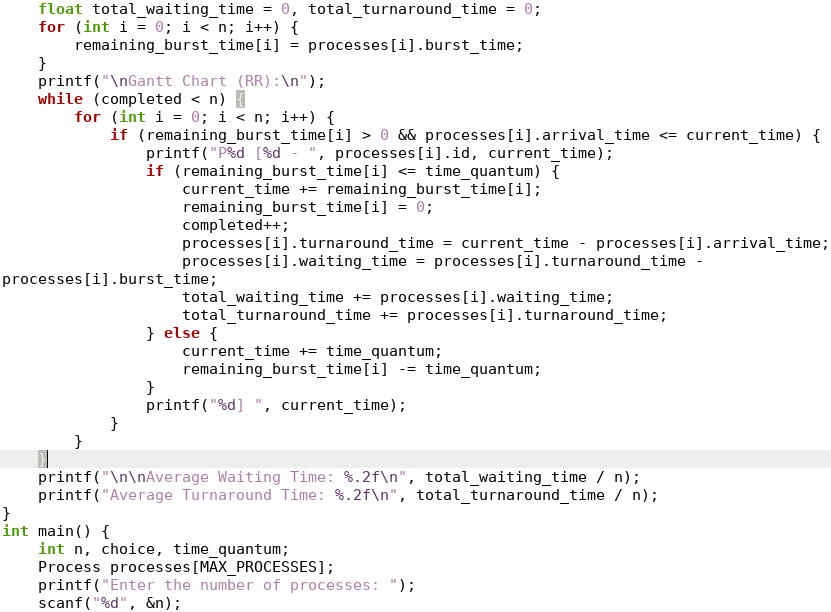 float total_waiting_time = 0, total_turnaround_time = 0;
    for (int i = 0; i < n; i++) {
        remaining_burst_time[i] = processes[i].burst_time;
    }
    printf("\nGantt Chart (RR):\n");
    while (completed < n) {
        for (int i = 0; i < n; i++) {
            if (remaining_burst_time[i] > 0 && processes[i].arrival_time <= current_time) {
                printf("P%d [%d - ", processes[i].id, current_time);
                if (remaining_burst_time[i] <= time_quantum) {
                    current_time += remaining_burst_time[i];
                    remaining_burst_time[i] = 0;
                    completed++;
                    processes[i].turnaround_time = current_time - processes[i].arrival_time;
                    processes[i].waiting_time = processes[i].turnaround_time -
processes[i].burst_time;
                    total_waiting_time += processes[i].waiting_time;
                    total_turnaround_time += processes[i].turnaround_time;
                } else {
                    current_time += time_quantum;
                    remaining_burst_time[i] -= time_quantum;
                }
                printf("%d] ", current_time);
            }
        }
    }
    printf("\n\nAverage Waiting Time: %.2f\n", total_waiting_time / n);
    printf("Average Turnaround Time: %.2f\n", total_turnaround_time / n);
}
int main() {
    int n, choice, time_quantum;
    Process processes[MAX_PROCESSES];
    printf("Enter the number of processes: ");
    scanf("%d", &n);